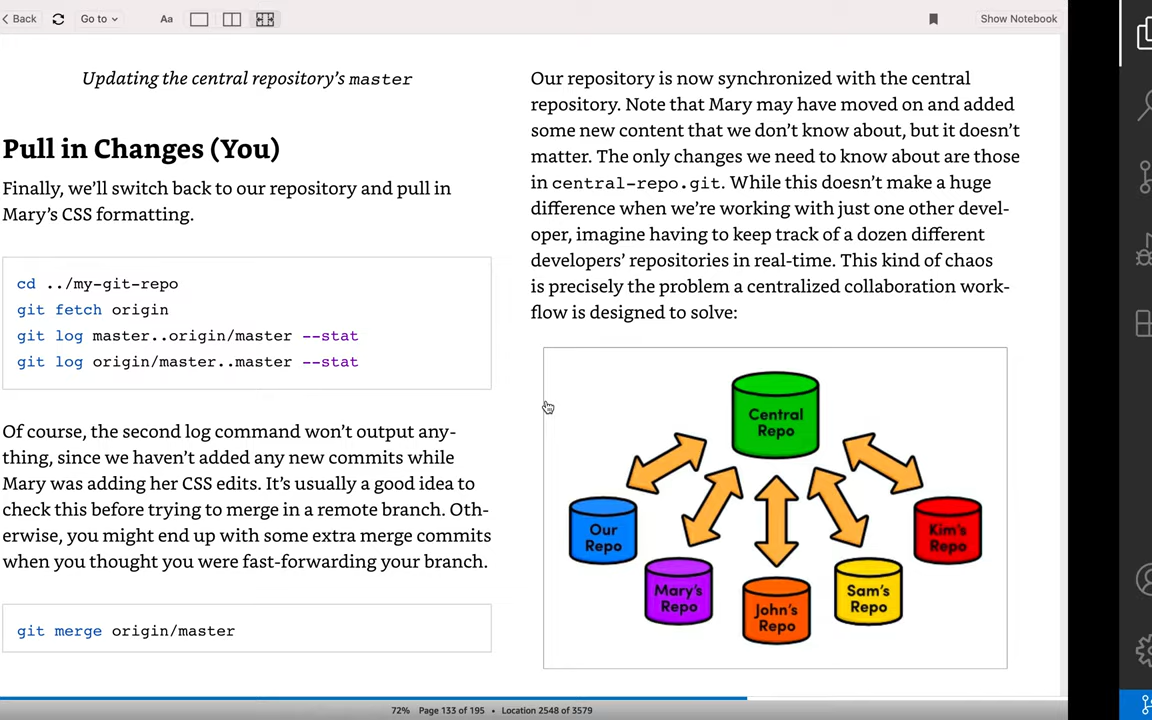 Back
Go to
Aa
Show Notebook
Updating the central repository’s master
Pull in Changes (You)
Finally, we’ll switch back to our repository and pull in
Mary’s CSS formatting.
cd ../my-git-repo
git fetch origin
git log master..origin/master --stat
git log origin/master..master --stat
Of course, the second log command won’t output any-
thing, since we haven’t added any new commits while
Mary was adding her CSS edits. It’s usually a good idea to
check this before trying to merge in a remote branch. Oth-
erwise, you might end up with some extra merge commits
when you thought you were fast-forwarding your branch.
git merge origin/master
Our repository is now synchronized with the central
repository. Note that Mary may have moved on and added
some new content that we don’t know about, but it doesn’t
matter. The only changes we need to know about are those
in central-repo.git. While this doesn’t make a huge
difference when we’re working with just one other devel-
oper, imagine having to keep track of a dozen different
developers’ repositories in real-time. This kind of chaos
is precisely the problem a centralized collaboration work-
flow is designed to solve:
Central
Repo
Our
Repo
Mary’s
Repo
John’s
Repo
Sam’s
Repo
Kim’s
Repo
72% Page 133 of 195 • Location 2548 of 3579